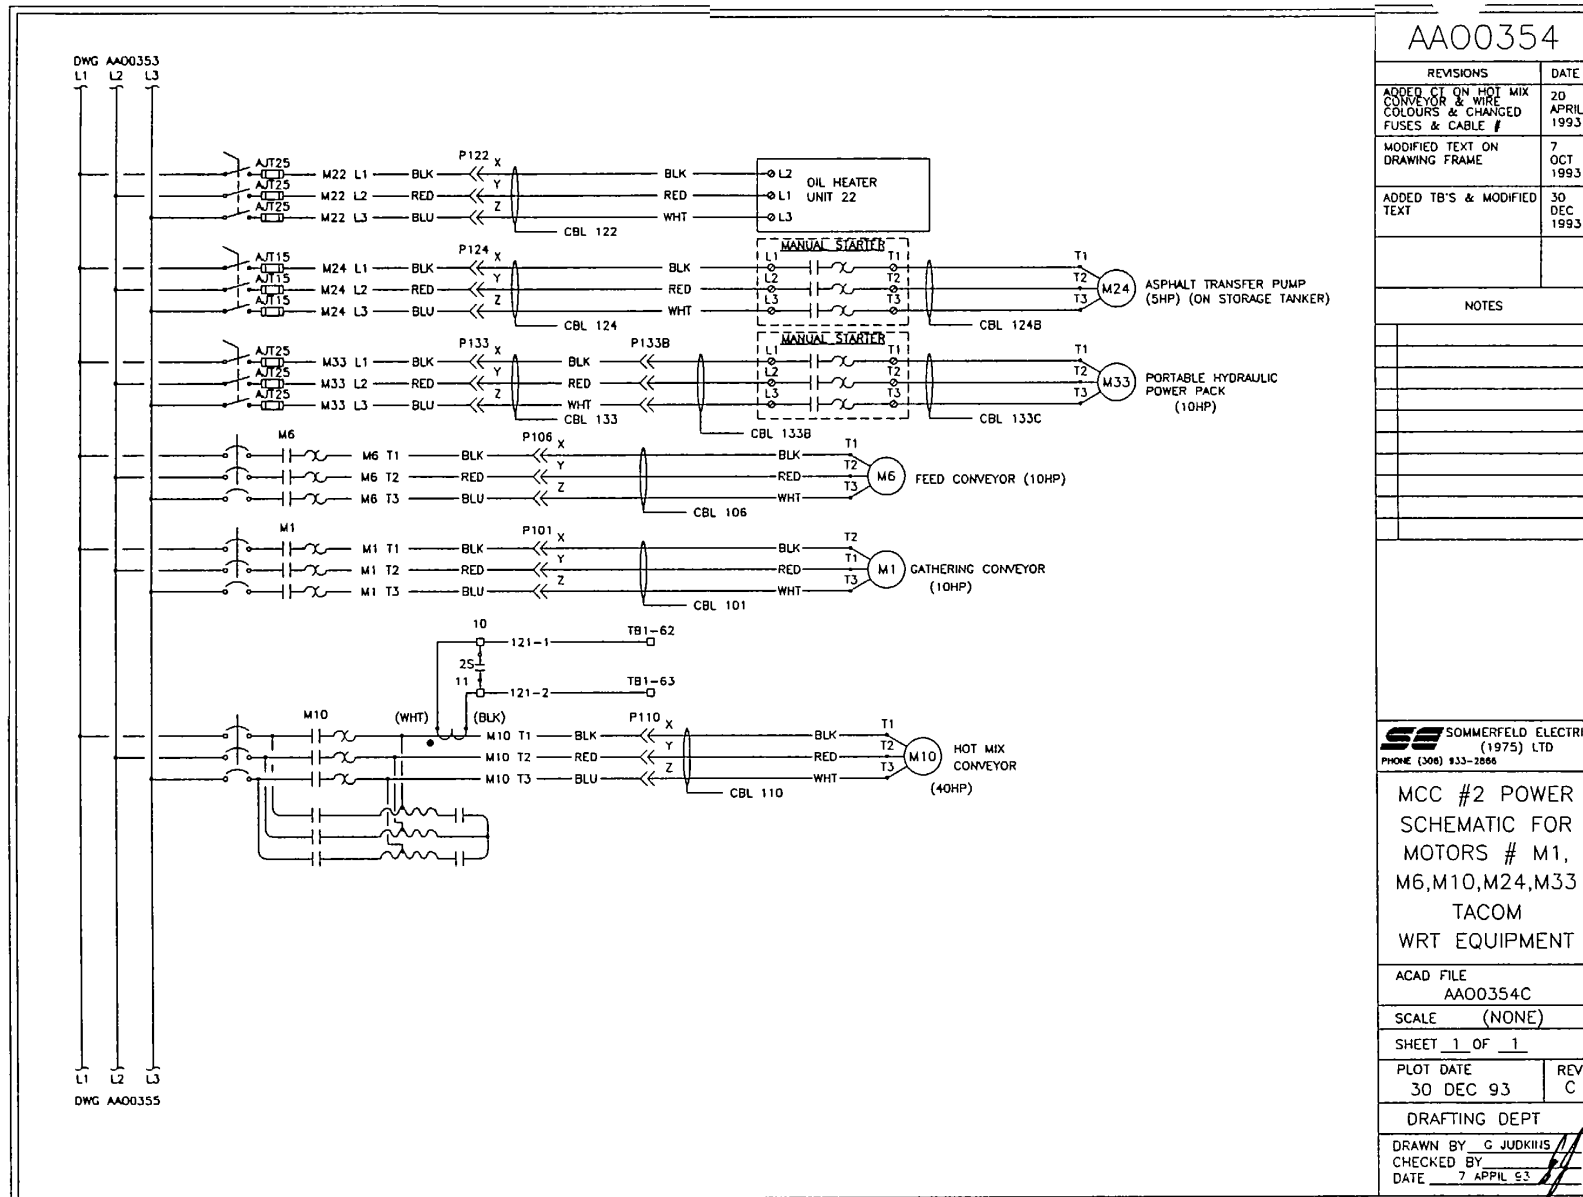 DWG AA00353
L1 L2 L3
P122
AJT25 M22 L1 BLK X BLK L2
AJT25 M22 L2 RED Y RED L1
AJT25 M22 L3 BLU Z WHT L3
OIL HEATER
UNIT 22
CBL 122
MANUAL STARTER
P124
AJT15 M24 L1 BLK X BLK L1 T1 T1
AJT15 M24 L2 RED Y RED L2 T2 T2
AJT15 M24 L3 BLU Z WHT L3 T3 T3
M24
ASPHALT TRANSFER PUMP
(5HP) (ON STORAGE TANKER)
CBL 124 CBL 124B
MANUAL STARTER
P133 P133B
AJT25 M33 L1 BLK X BLK L1 T1 T1
AJT25 M33 L2 RED Y RED L2 T2 T2
AJT25 M33 L3 BLU Z WHT L3 T3 T3
M33
PORTABLE HYDRAULIC
POWER PACK
(10HP)
CBL 133 CBL 133B CBL 133C
M6 P106
M6 T1 BLK X BLK T1
M6 T2 RED Y RED T2
M6 T3 BLU Z WHT T3
M6 FEED CONVEYOR (10HP)
CBL 106
M1 P101
M1 T1 BLK X BLK T2
M1 T2 RED Y RED T1
M1 T3 BLU Z WHT T3
M1 GATHERING CONVEYOR
(10HP)
CBL 101
10 121-1 TB1-62
2S
11 121-2 TB1-63
M10 (WHT) (BLK) P110
M10 T1 BLK X BLK T1
M10 T2 RED Y RED T2
M10 T3 BLU Z WHT T3
M10
HOT MIX
CONVEYOR
(40HP)
CBL 110
L1 L2 L3
DWG AA00355
AA00354
REVISIONS DATE
ADDED CT ON HOT MIX
CONVEYOR & WIRE
COLOURS & CHANGED
FUSES & CABLE #
20
APRIL
1993
MODIFIED TEXT ON
DRAWING FRAME
7
OCT
1993
ADDED TB'S & MODIFIED
TEXT
30
DEC
1993
NOTES
SE SOMMERFELD ELECTRI
(1975) LTD
PHONE (306) 933-2866
MCC #2 POWER
SCHEMATIC FOR
MOTORS # M1,
M6,M10,M24,M33
TACOM
WRT EQUIPMENT
ACAD FILE
AA00354C
SCALE (NONE)
SHEET 1 OF 1
PLOT DATE
30 DEC 93
REV
C
DRAFTING DEPT
DRAWN BY G JUDKINS
CHECKED BY
DATE 7 APPIL 93